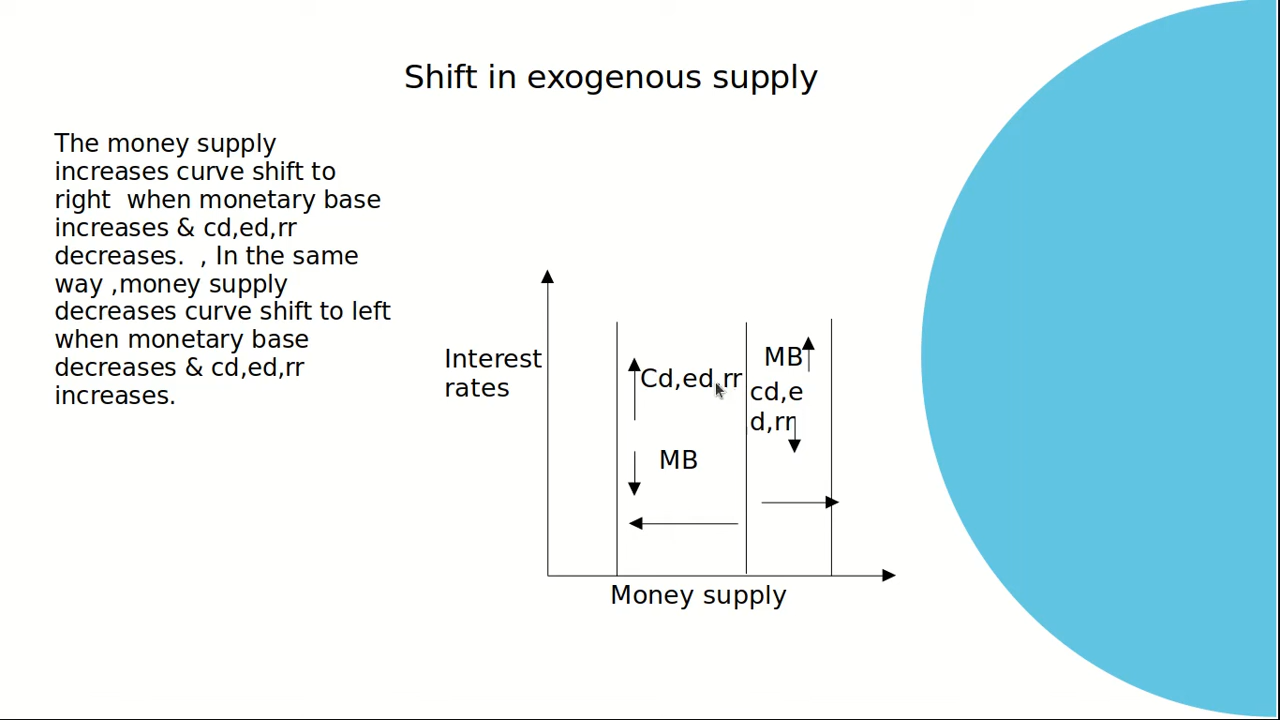 Shift in exogenous supply
The money supply
increases curve shift to
right  when monetary base
increases & cd,ed,rr
decreases.  , In the same
way ,money supply
decreases curve shift to left
when monetary base
decreases & cd,ed,rr
increases.
Interest
rates
Cd,ed,rr
MB
MB
cd,e
d,rr
Money supply